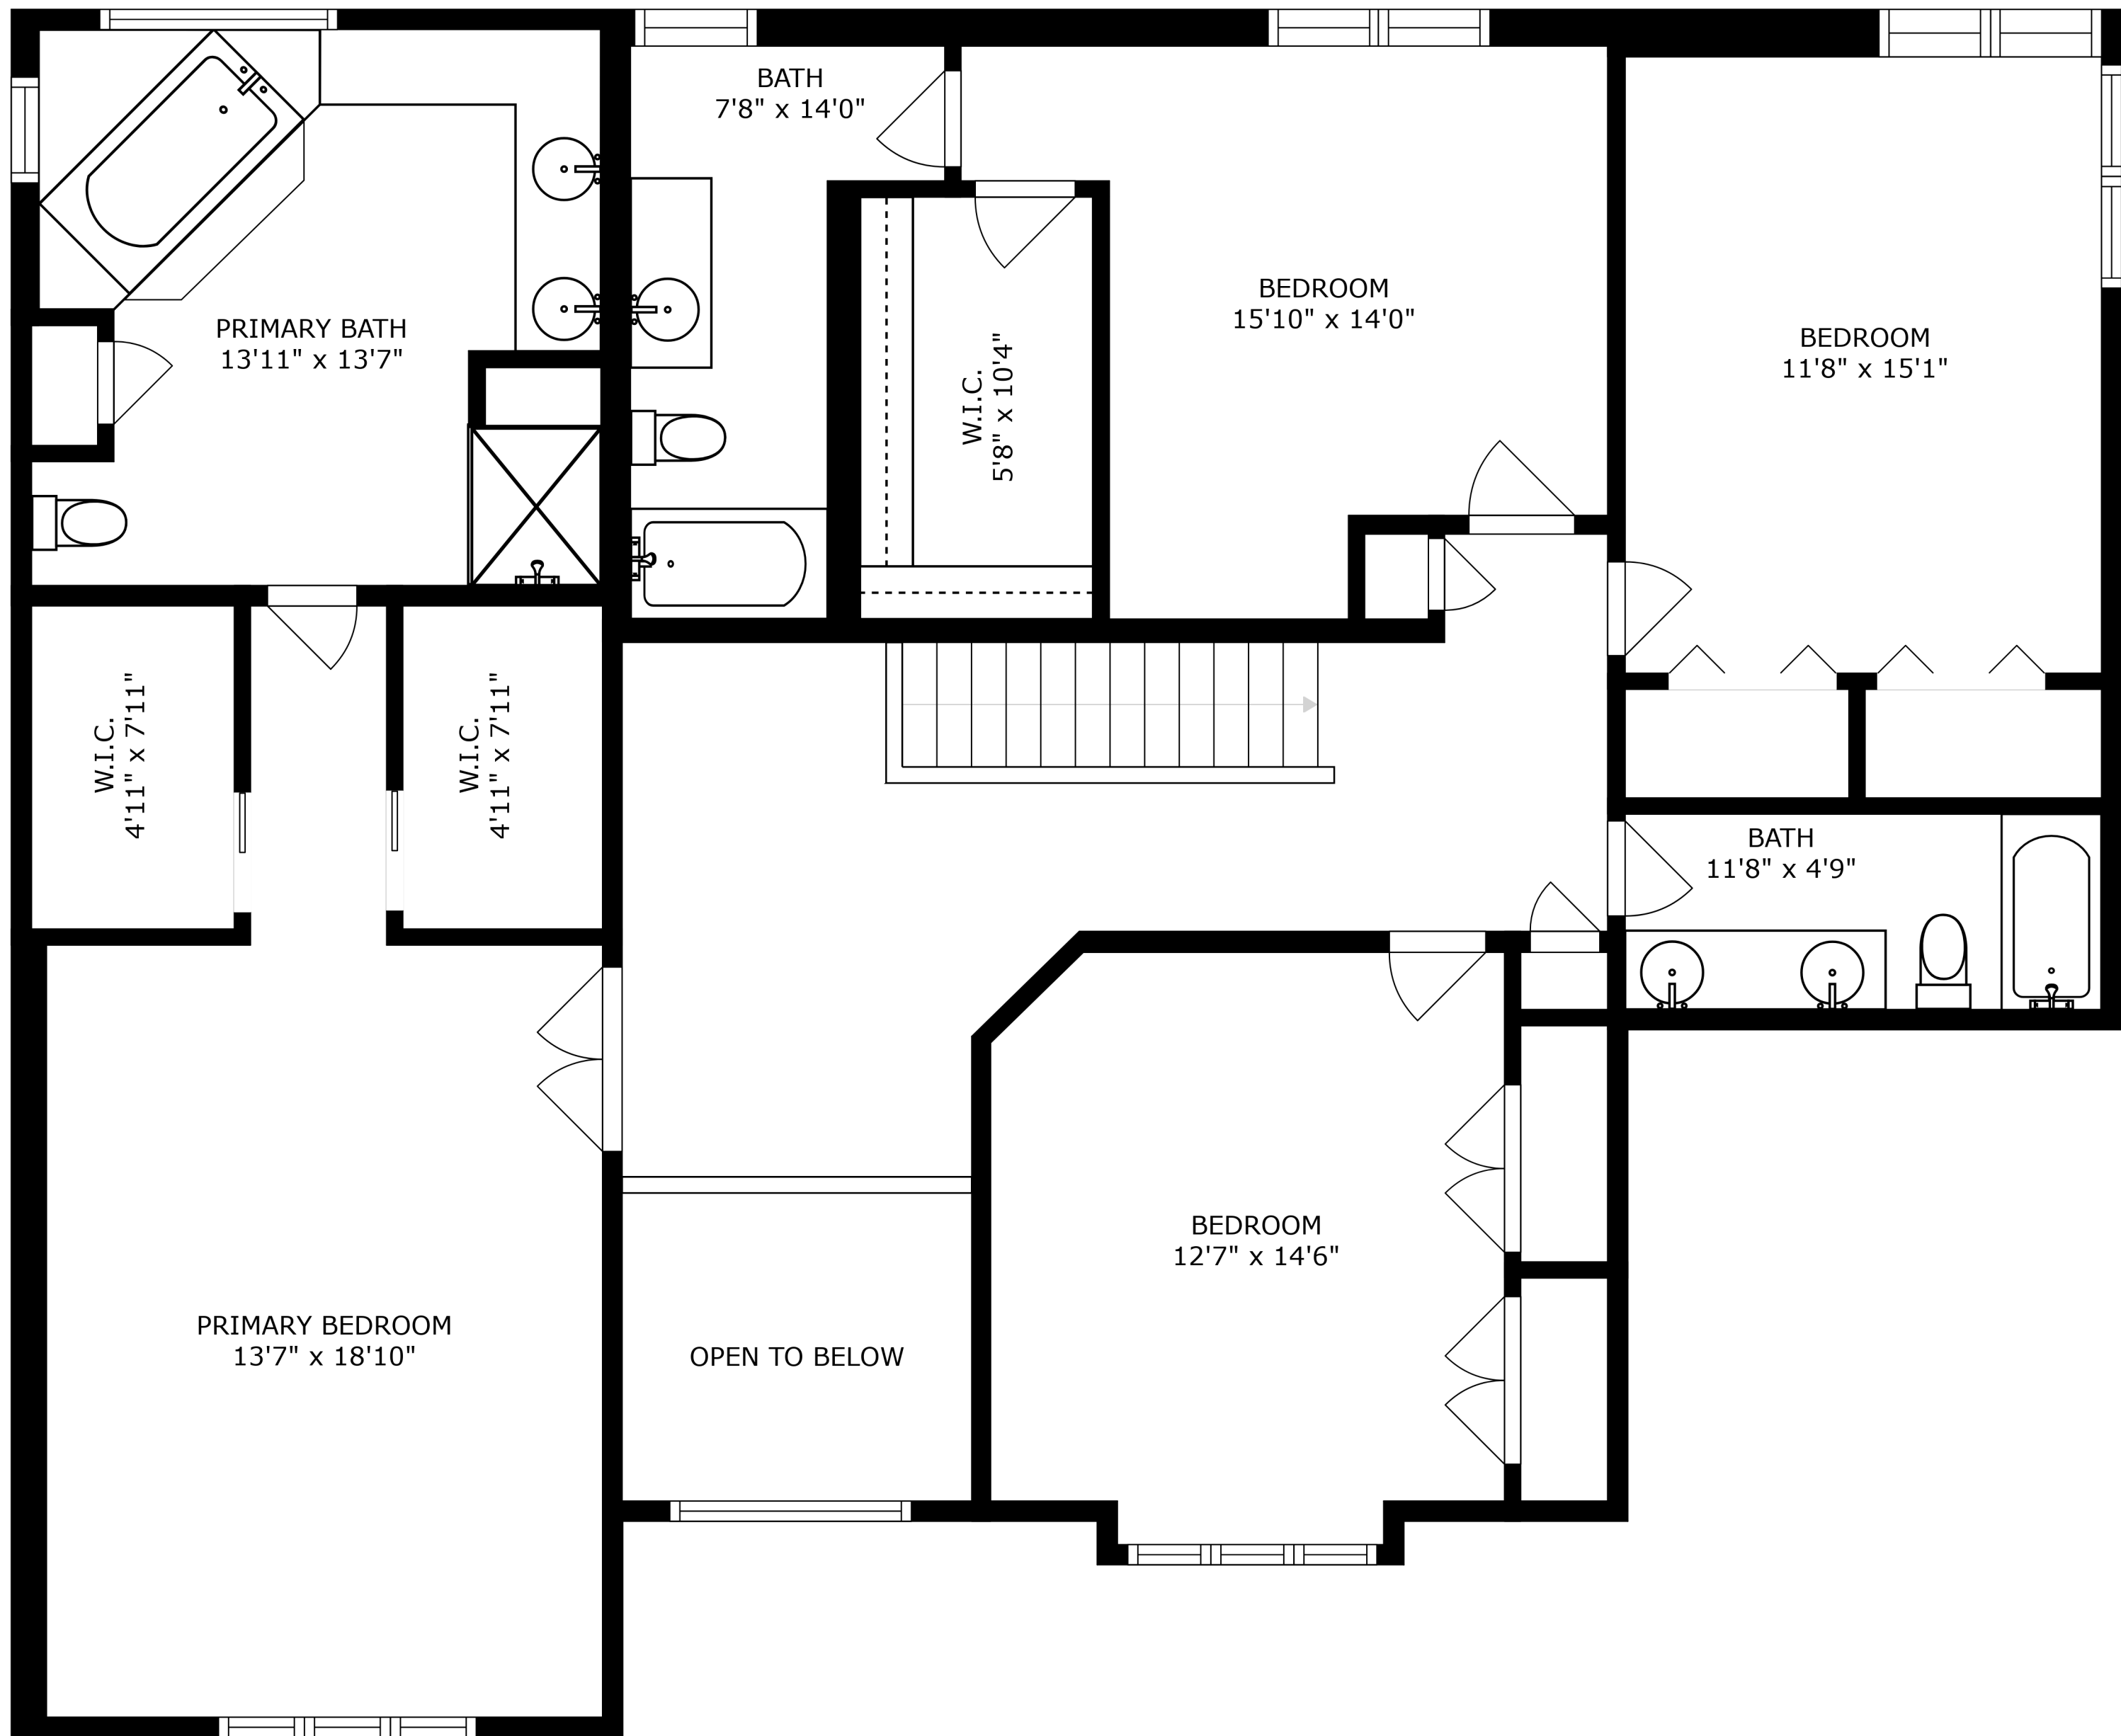 BATH
7'8" x 14'0"
BEDROOM
15'10" x 14'0"
PRIMARY BATH
13'11" x 13'7"
BEDROOM
11'8" x 15'1"
W.I.C.
5'8" x 10'4"
W.I.C.
4'11" x 7'11"
W.I.C.
4'11" x 7'11"
BATH
11'8" x 4'9"
BEDROOM
12'7" x 14'6"
PRIMARY BEDROOM
13'7" x 18'10"
OPEN TO BELOW